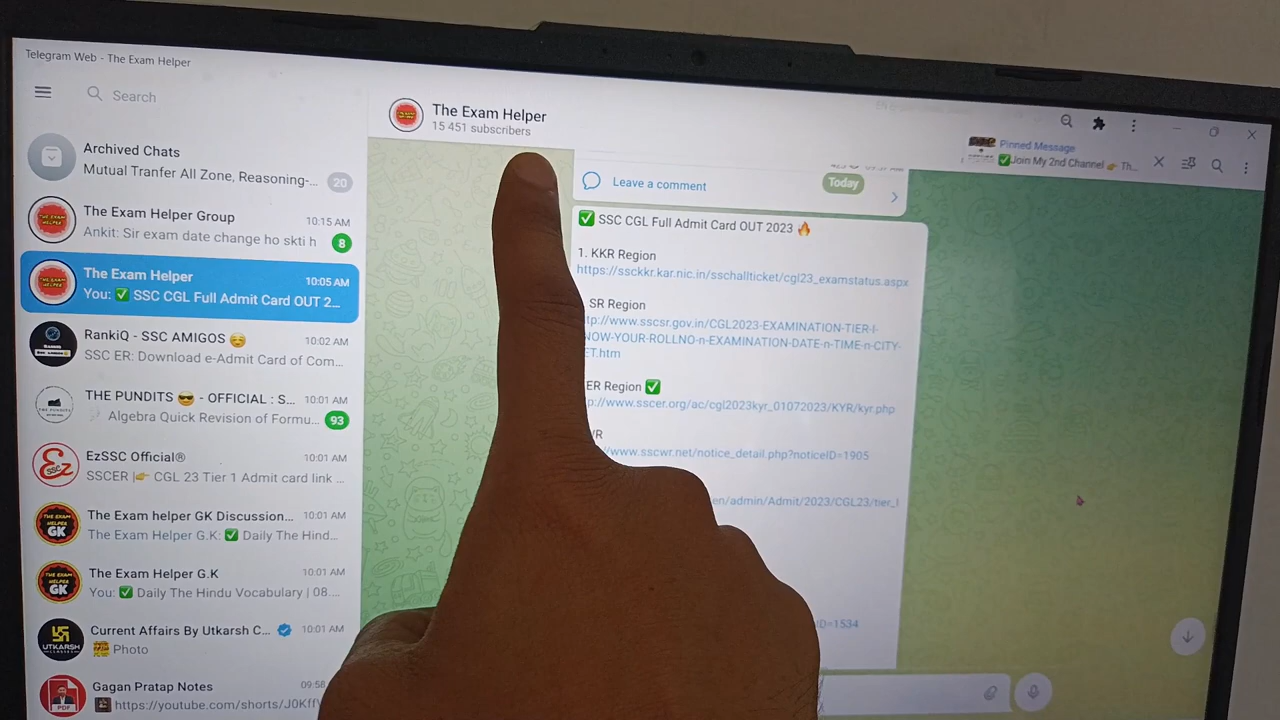 Telegram Web - The Exam Helper
Search
Archived Chats
Mutual Tranfer All Zone, Reasoning-...
20
The Exam Helper Group
10:15 AM
Ankit: Sir exam date change ho skti h
8
The Exam Helper
10:05 AM
You: ✅ SSC CGL Full Admit Card OUT 2...
RankiQ - SSC AMIGOS 😊
10:02 AM
SSC ER: Download e-Admit Card of Com...
THE PUNDITS 😎 - OFFICIAL : S...
10:01 AM
Algebra Quick Revision of Formu...
93
EzSSC Official®
10:01 AM
SSCER |👉 CGL 23 Tier 1 Admit card link ...
The Exam helper GK Discussion...
10:01 AM
The Exam Helper G.K: ✅ Daily The Hind...
The Exam Helper G.K
10:01 AM
You: ✅ Daily The Hindu Vocabulary | 08...
Current Affairs By Utkarsh C...
10:01 AM
Photo
Gagan Pratap Notes
09:58
https://youtube.com/shorts/J0Kff
The Exam Helper
15 451 subscribers
Pinned Message
✅Join My 2nd Channel 👉 Th...
Leave a comment
Today
✅ SSC CGL Full Admit Card OUT 2023 🔥
1. KKR Region
https://ssckkr.kar.nic.in/sschallticket/cgl23_examstatus.aspx
SR Region
tp://www.sscsr.gov.in/CGL2023-EXAMINATION-TIER-I-
NOW-YOUR-ROLLNO-n-EXAMINATION-DATE-n-TIME-n-CITY-
ET.htm
ER Region ✅
p://www.sscer.org/ac/cgl2023kyr_01072023/KYR/kyr.php
/R
//www.sscwr.net/notice_detail.php?noticeID=1905
en/admin/Admit/2023/CGL23/tier_I
ID=1534
GK
GK
UTKARSH
PDF